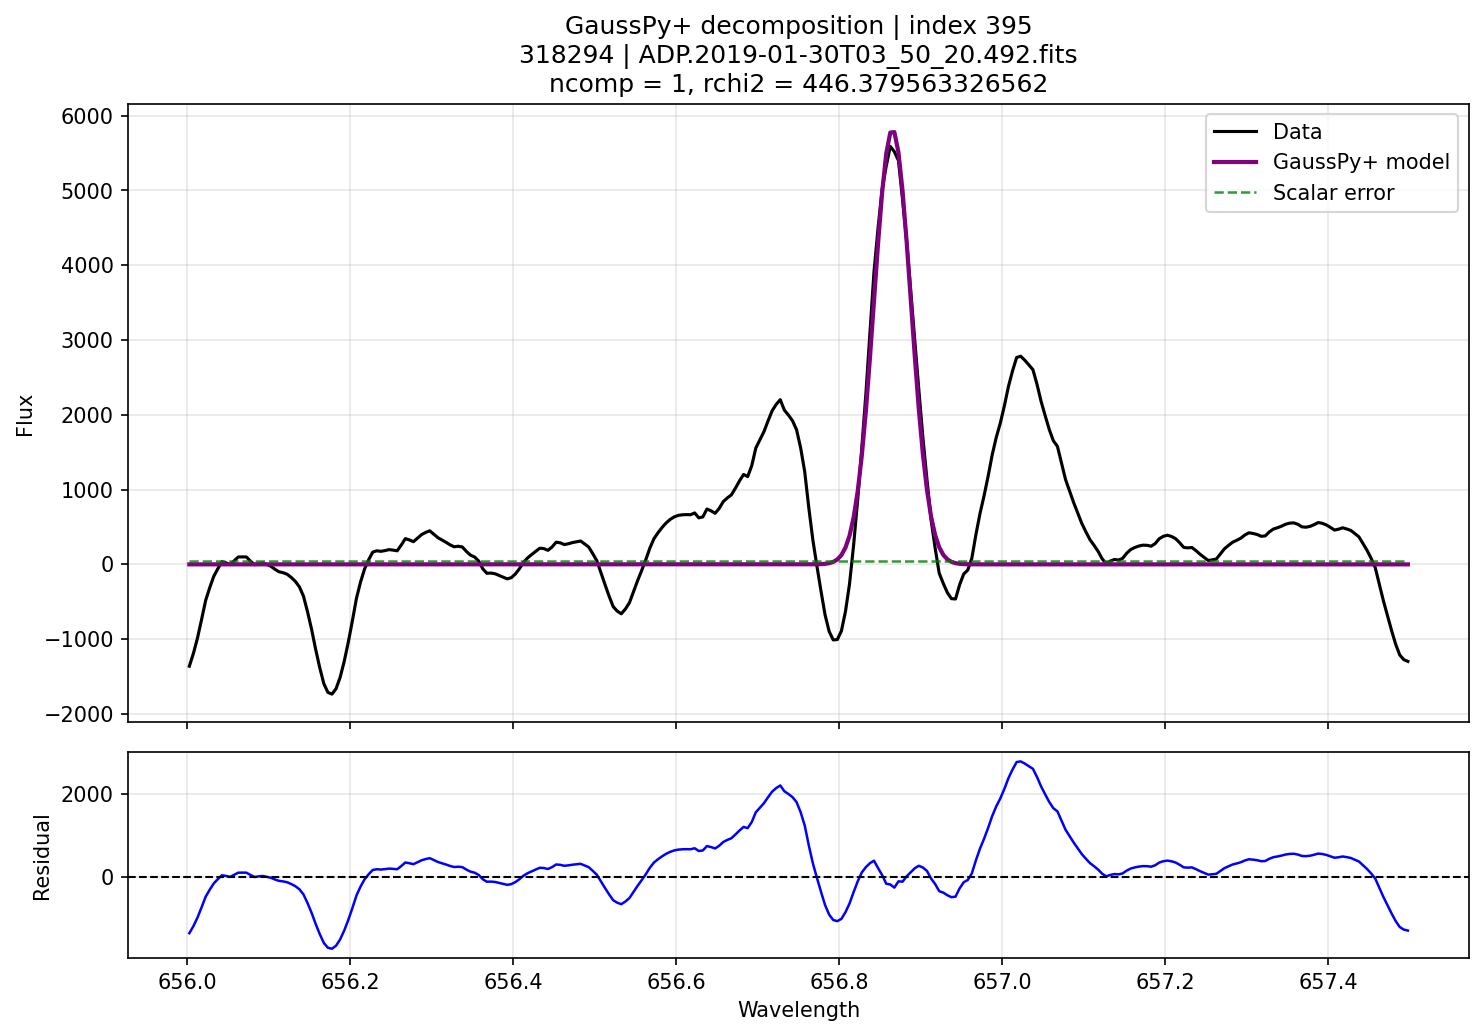 GaussPy+ decomposition | index 395
318294 | ADP.2019-01-30T03_50_20.492.fits
ncomp = 1, rchi2 = 446.379563326562
6000
5000
4000
3000
2000
1000
0
−1000
−2000
Flux
Data
GaussPy+ model
Scalar error
2000
0
Residual
656.0
656.2
656.4
656.6
656.8
657.0
657.2
657.4
Wavelength